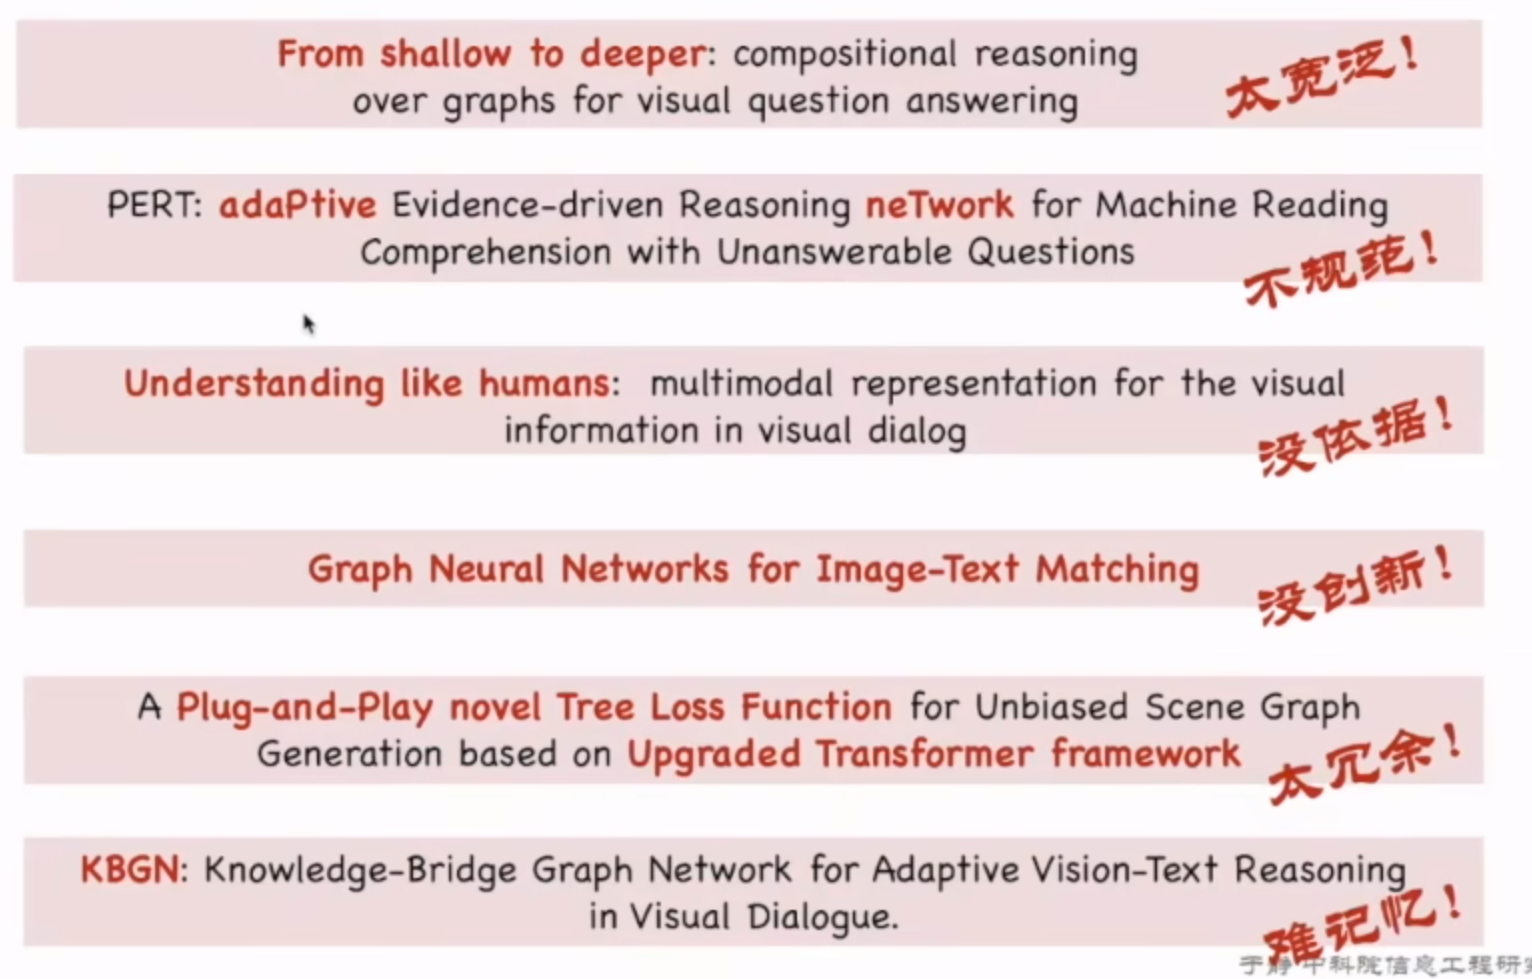 From shallow to deeper: compositional reasoning
over graphs for visual question answering
太宽泛！
PERT: adaPtive Evidence-driven Reasoning neTwork for Machine Reading
Comprehension with Unanswerable Questions
不规范！
Understanding like humans: multimodal representation for the visual
information in visual dialog
没依据！
Graph Neural Networks for Image-Text Matching
没创新！
A Plug-and-Play novel Tree Loss Function for Unbiased Scene Graph
Generation based on Upgraded Transformer framework
太冗余！
KBGN: Knowledge-Bridge Graph Network for Adaptive Vision-Text Reasoning
in Visual Dialogue.
难记忆！
于静 中科院信息工程研究